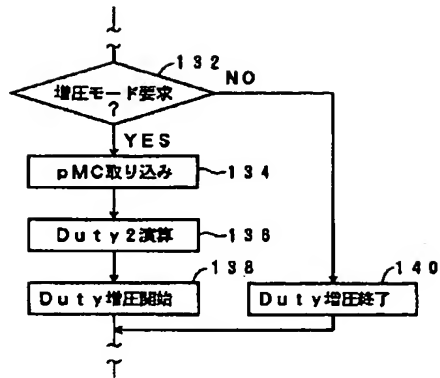 132
増圧モード要求
?
NO
YES
pMC取り込み
134
Duty2演算
136
138
140
Duty増圧開始
Duty増圧終了